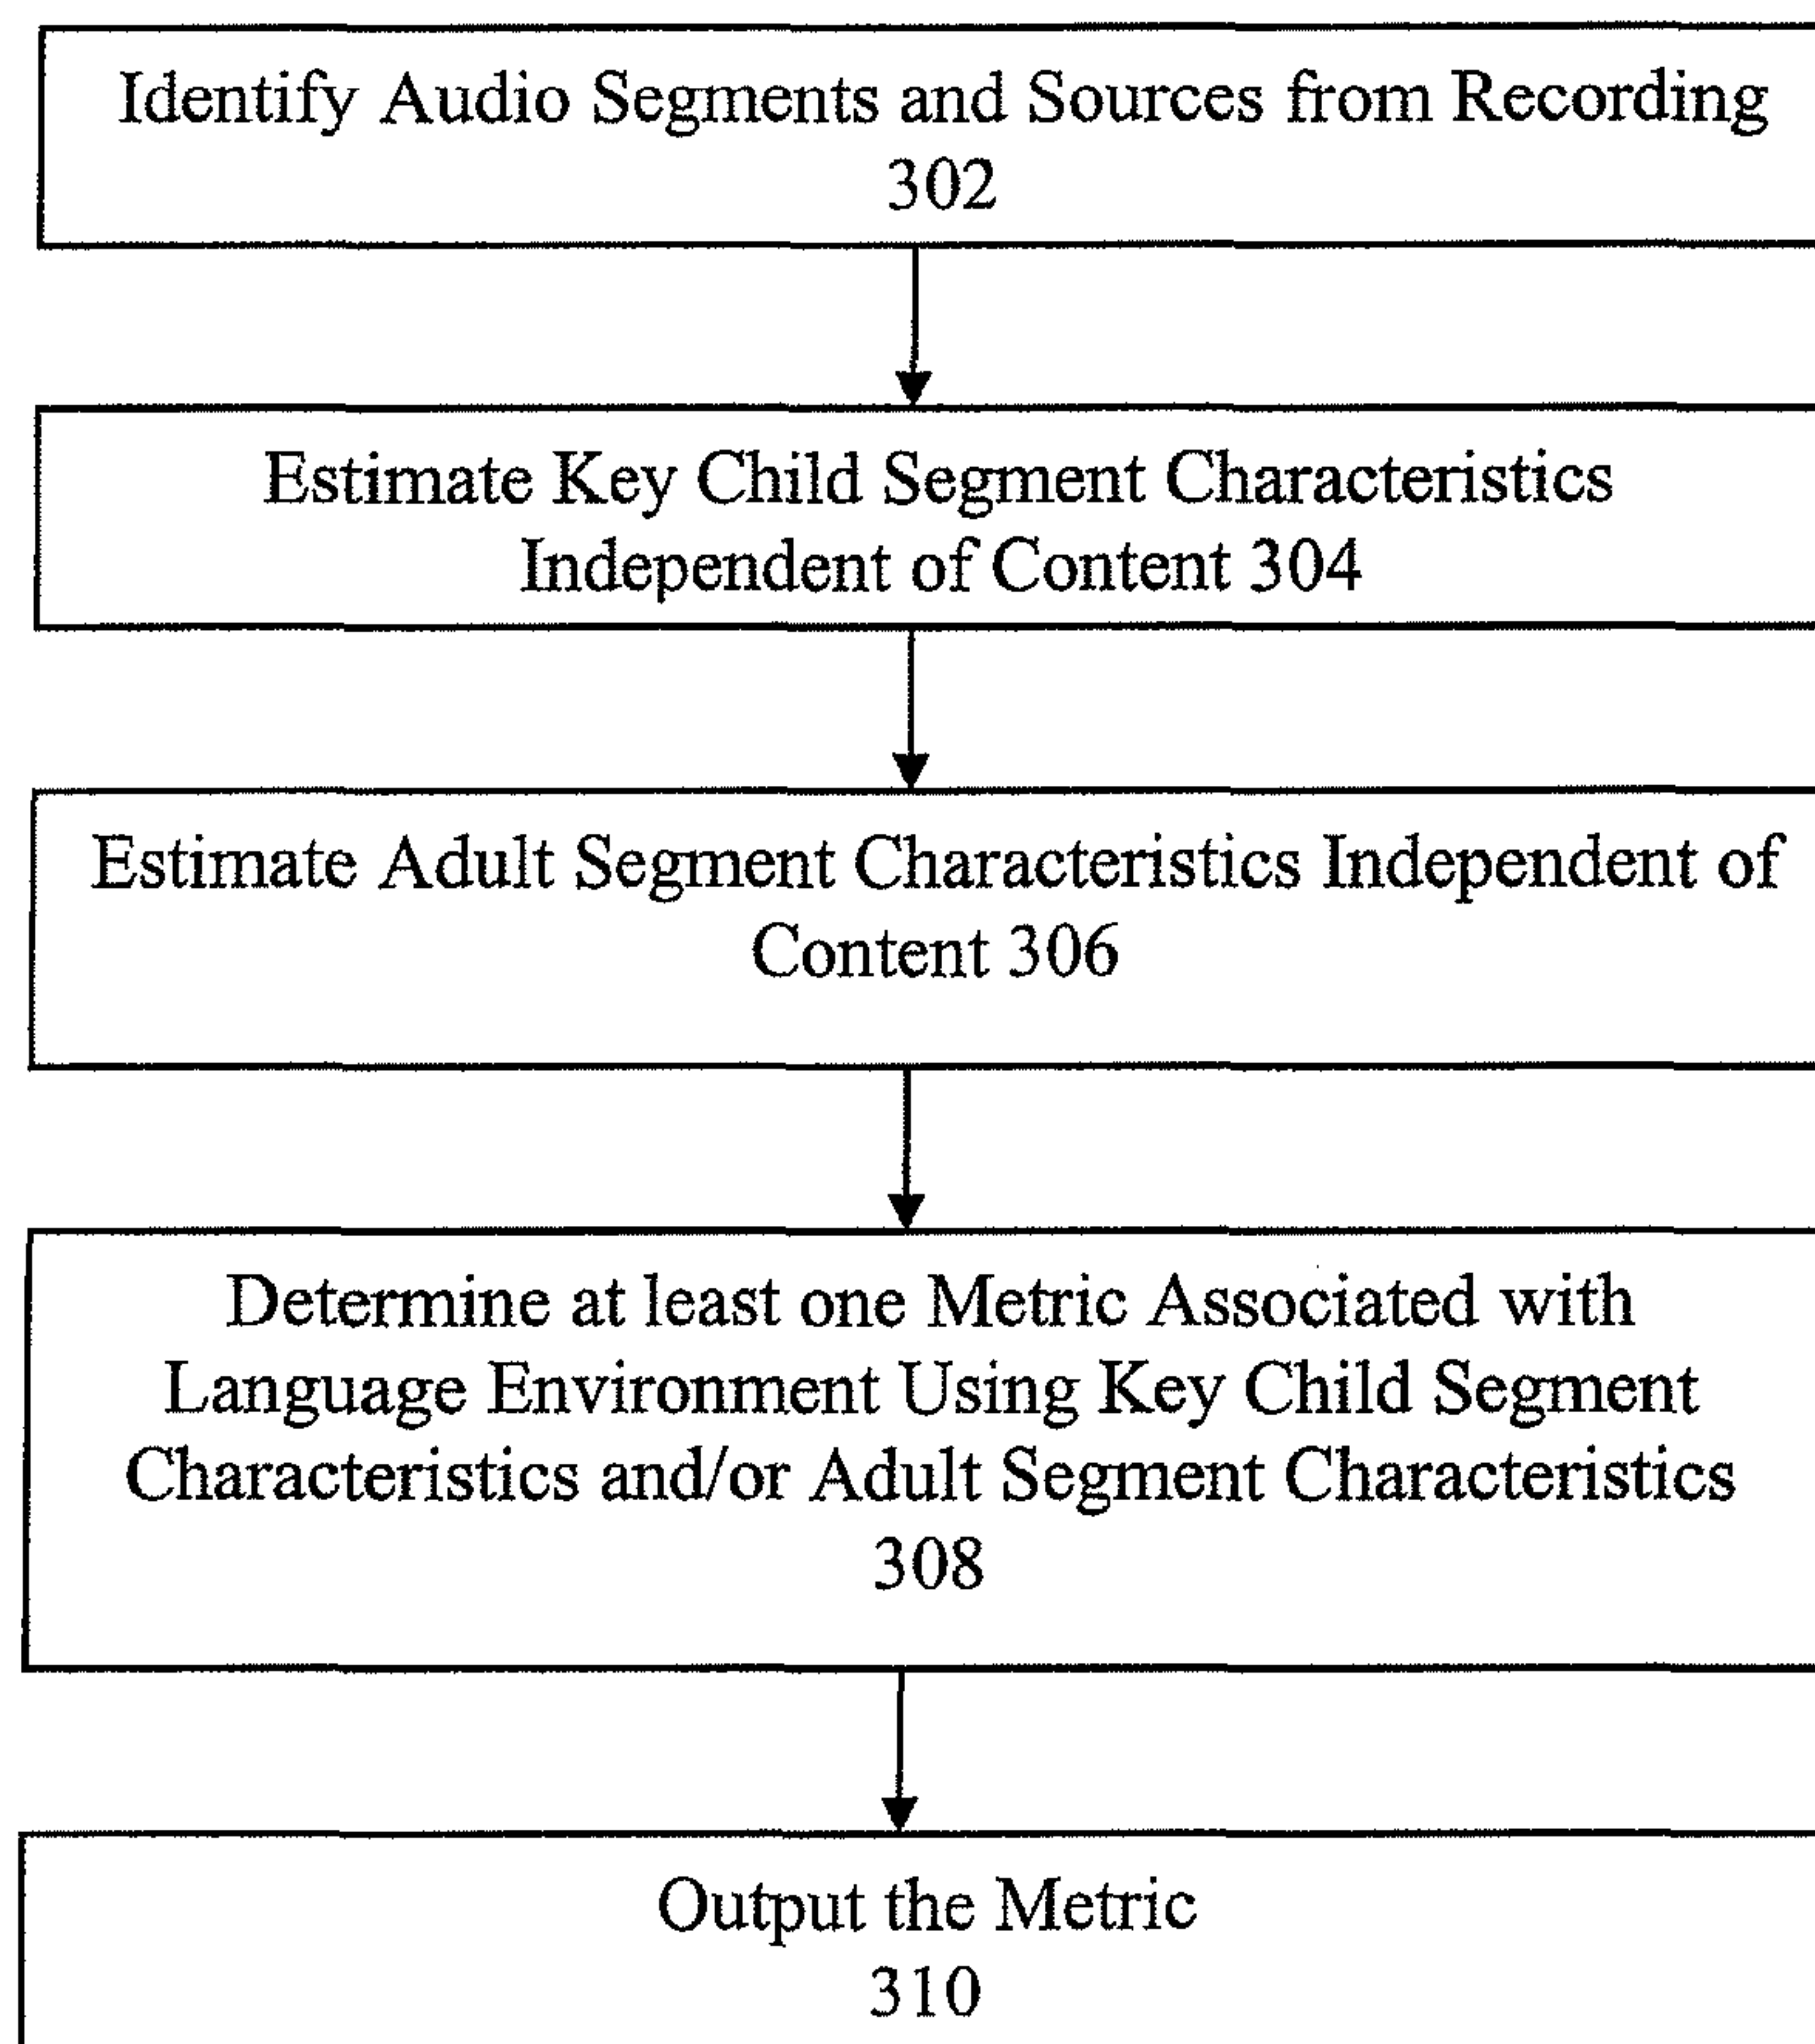 Identify Audio Segments and Sources from Recording
302
Estimate Key Child Segment Characteristics
Independent of Content 304
Estimate Adult Segment Characteristics Independent of
Content 306
Determine at least one Metric Associated with
Language Environment Using Key Child Segment
Characteristics and/or Adult Segment Characteristics
308
Output the Metric
310